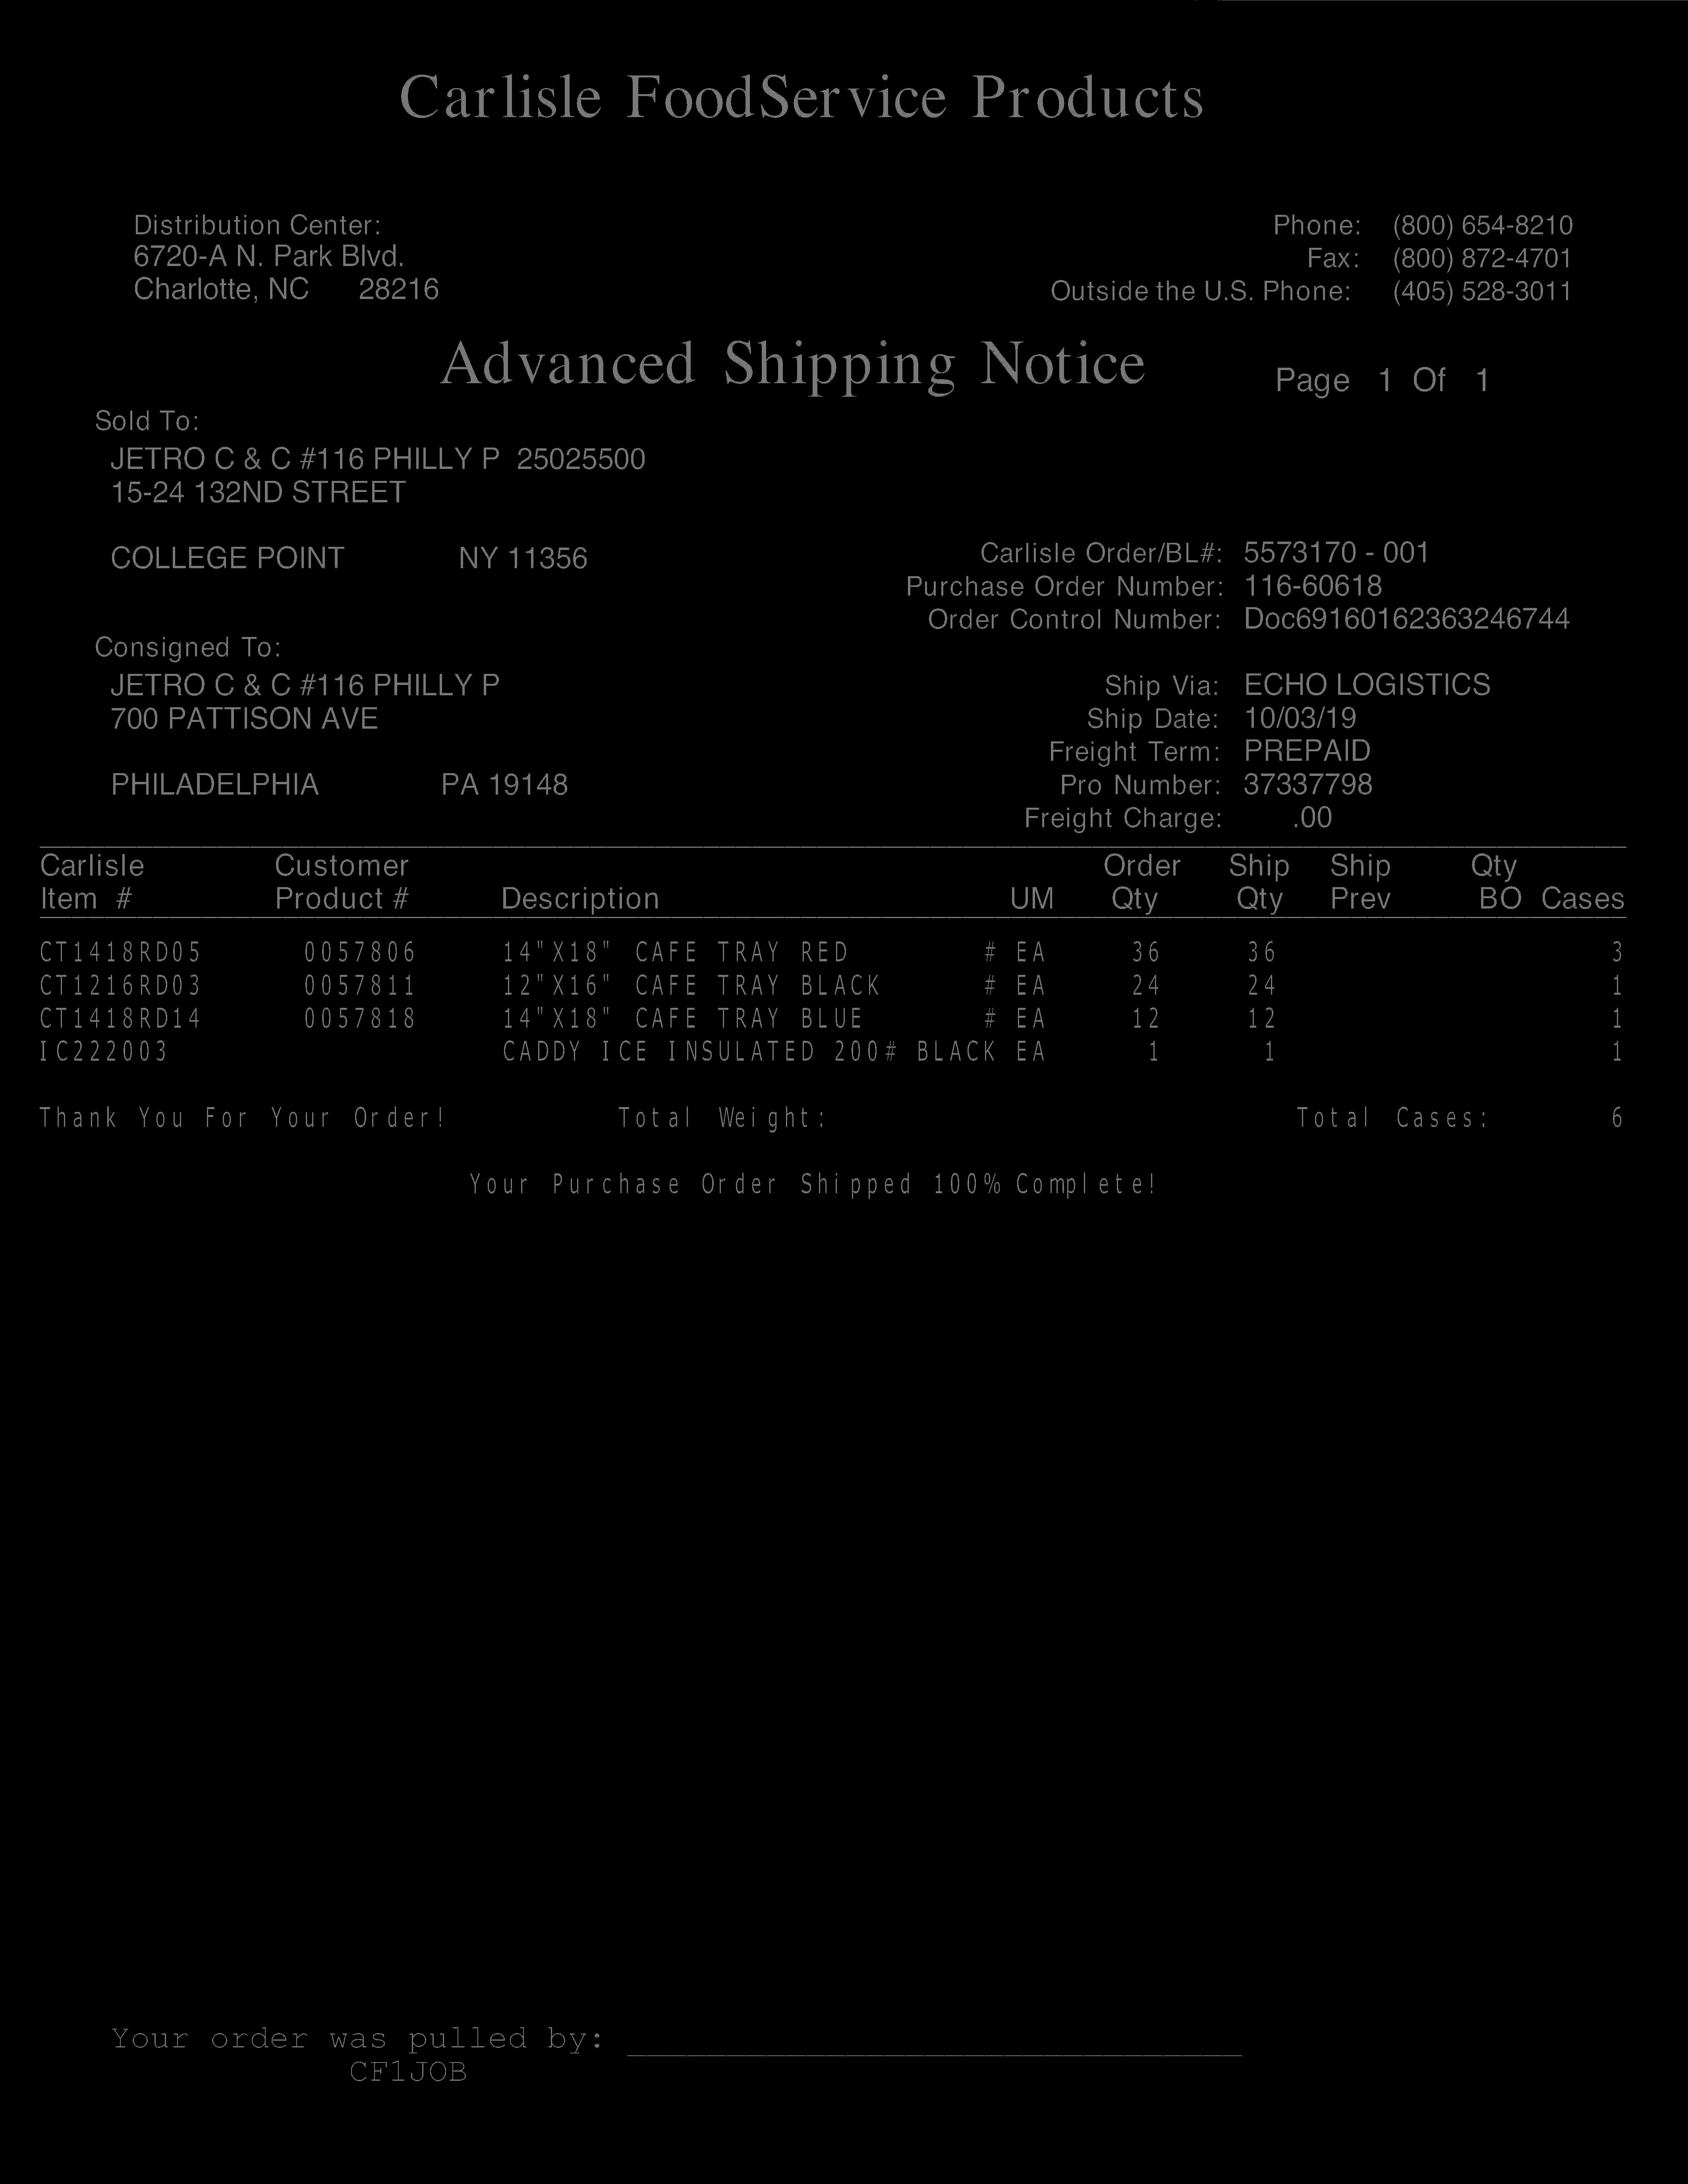 Carlisle FoodService Products
Distribution Center:
6720-A N. Park Blvd.
Charlotte, NC 28216
Phone: (800) 654-8210
Fax: (800) 872-4701
Outside the U.S. Phone: (405) 528-3011
Advanced Shipping Notice
Page 1 Of 1
Sold To:
JETRO C & C #116 PHILLY P 25025500
15-24 132ND STREET
COLLEGE POINT NY 11356
Carlisle Order/BL#: 5573170 - 001
Purchase Order Number: 116-60618
Order Control Number: Doc69160162363246744
Consigned To:
JETRO C & C #116 PHILLY P
700 PATTISON AVE
PHILADELPHIA PA 19148
Ship Via: ECHO LOGISTICS
Ship Date: 10/03/19
Freight Term: PREPAID
Pro Number: 37337798
Freight Charge: .00
Carlisle Customer Order Ship Ship Qty
Item # Product # Description UM Qty Qty Prev BO Cases
CT1418RD05 0057806 14"X18" CAFE TRAY RED # EA 36 36 3
CT1216RD03 0057811 12"X16" CAFE TRAY BLACK # EA 24 24 1
CT1418RD14 0057818 14"X18" CAFE TRAY BLUE # EA 12 12 1
IC222003 CADDY ICE INSULATED 200# BLACK EA 1 1 1
Thank You For Your Order! Total Weight: Total Cases: 6
Your Purchase Order Shipped 100% Complete!
Your order was pulled by:
CF1JOB